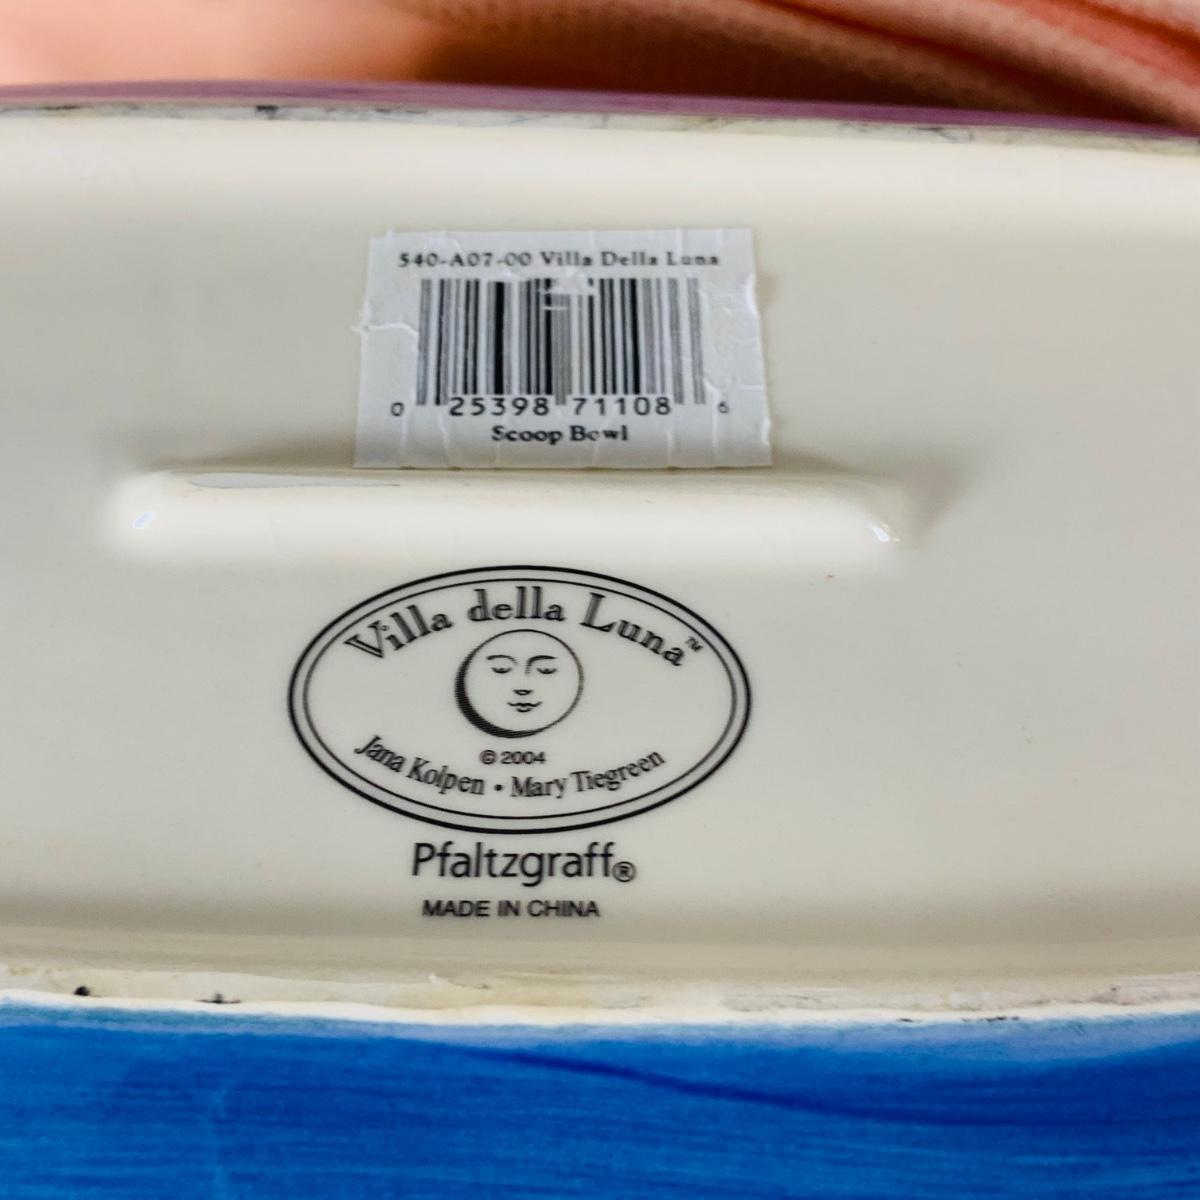 540-A07-00 Villa Della Luna
0 25398 71108 6
Scoop Bowl
Villa della Luna™
©2004
Jana Kolpen • Mary Tiegreen
Pfaltzgraff®
MADE IN CHINA